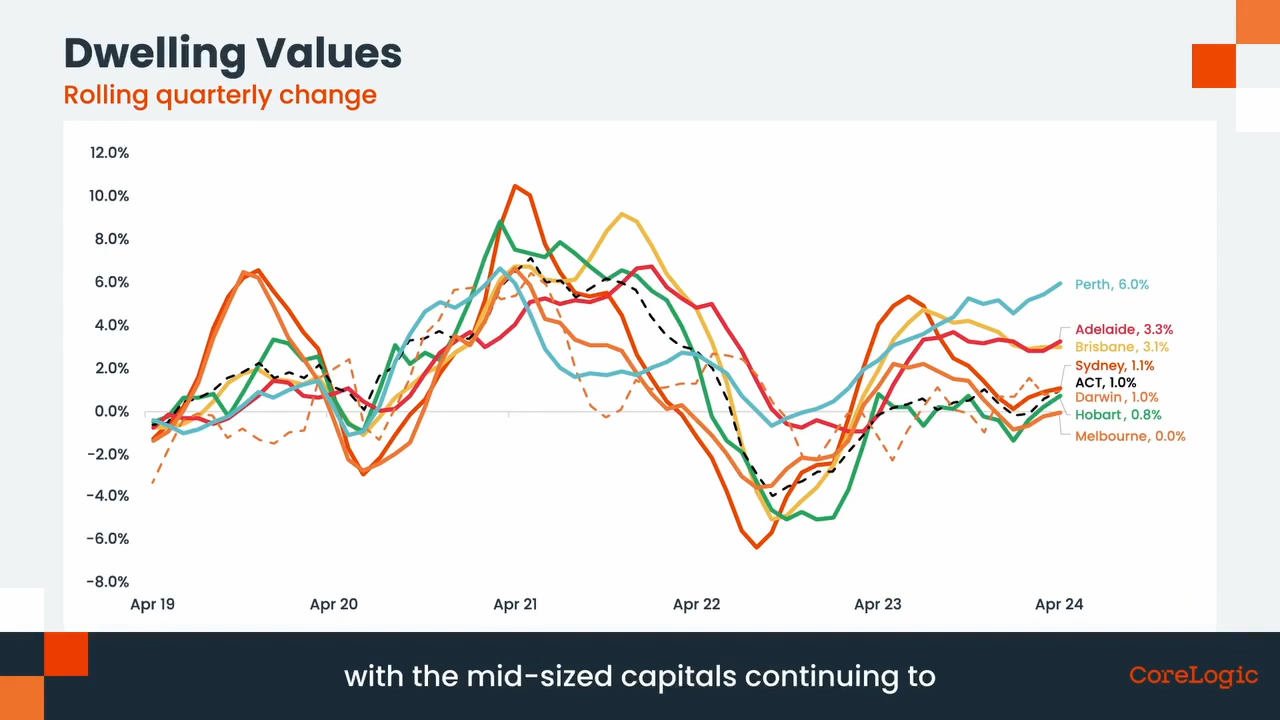 Dwelling Values
Rolling quarterly change
12.0%
10.0%
8.0%
6.0%
4.0%
2.0%
0.0%
−2.0%
−4.0%
−6.0%
−8.0%
Apr 19
Apr 20
Apr 21
Apr 22
Apr 23
Apr 24
Perth, 6.0%
Adelaide, 3.3%
Brisbane, 3.1%
Sydney, 1.1%
ACT, 1.0%
Darwin, 1.0%
Hobart, 0.8%
Melbourne, 0.0%
with the mid-sized capitals continuing to
CoreLogic